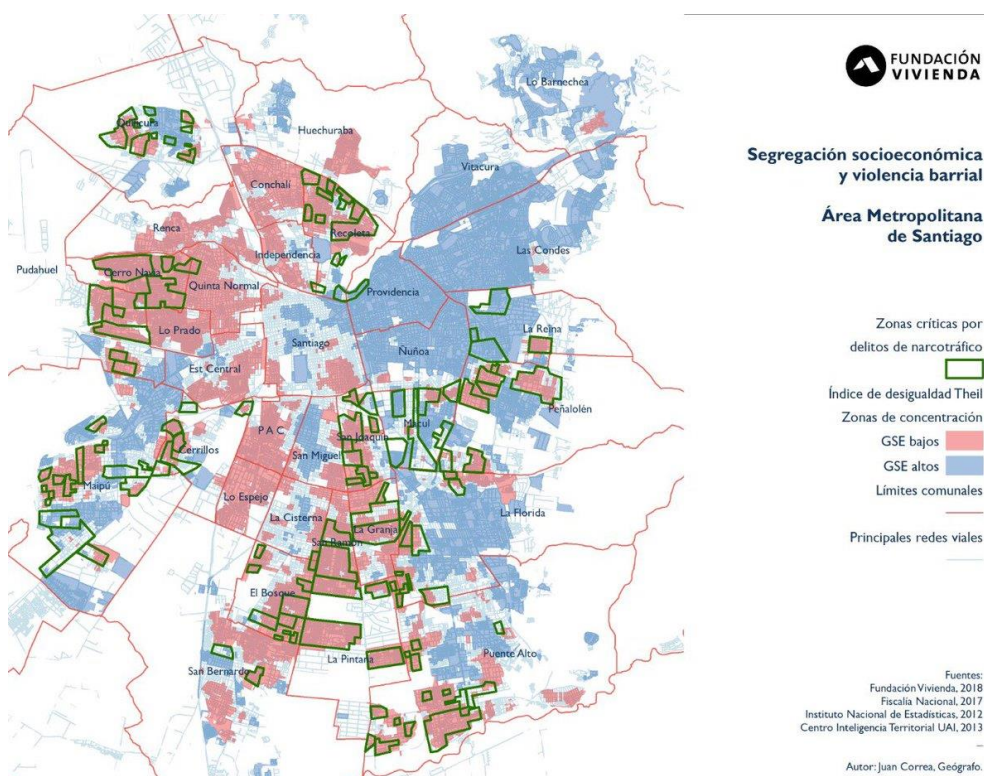 Lo Barnechea
Quilicura
Huechuraba
Vitacura
Conchalí
Renca
Recoleta
Independencia
Las Condes
Pudahuel
Cerro Navia
Quinta Normal
Providencia
Lo Prado
Santiago
La Reina
Ñuñoa
Est Central
Peñalolén
Macul
P A C
San Joaquín
Cerrillos
San Miguel
Maipú
Lo Espejo
La Cisterna
La Florida
La Granja
San Ramón
El Bosque
La Pintana
Puente Alto
San Bernardo
FUNDACIÓN
VIVIENDA
Segregación socioeconómica
y violencia barrial
Área Metropolitana
de Santiago
Zonas críticas por
delitos de narcotráfico
Índice de desigualdad Theil
Zonas de concentración
GSE bajos
GSE altos
Límites comunales
Principales redes viales
Fuentes:
Fundación Vivienda, 2018
Fiscalía Nacional, 2017
Instituto Nacional de Estadísticas, 2012
Centro Inteligencia Territorial UAI, 2013
–
Autor: Juan Correa, Geógrafo.